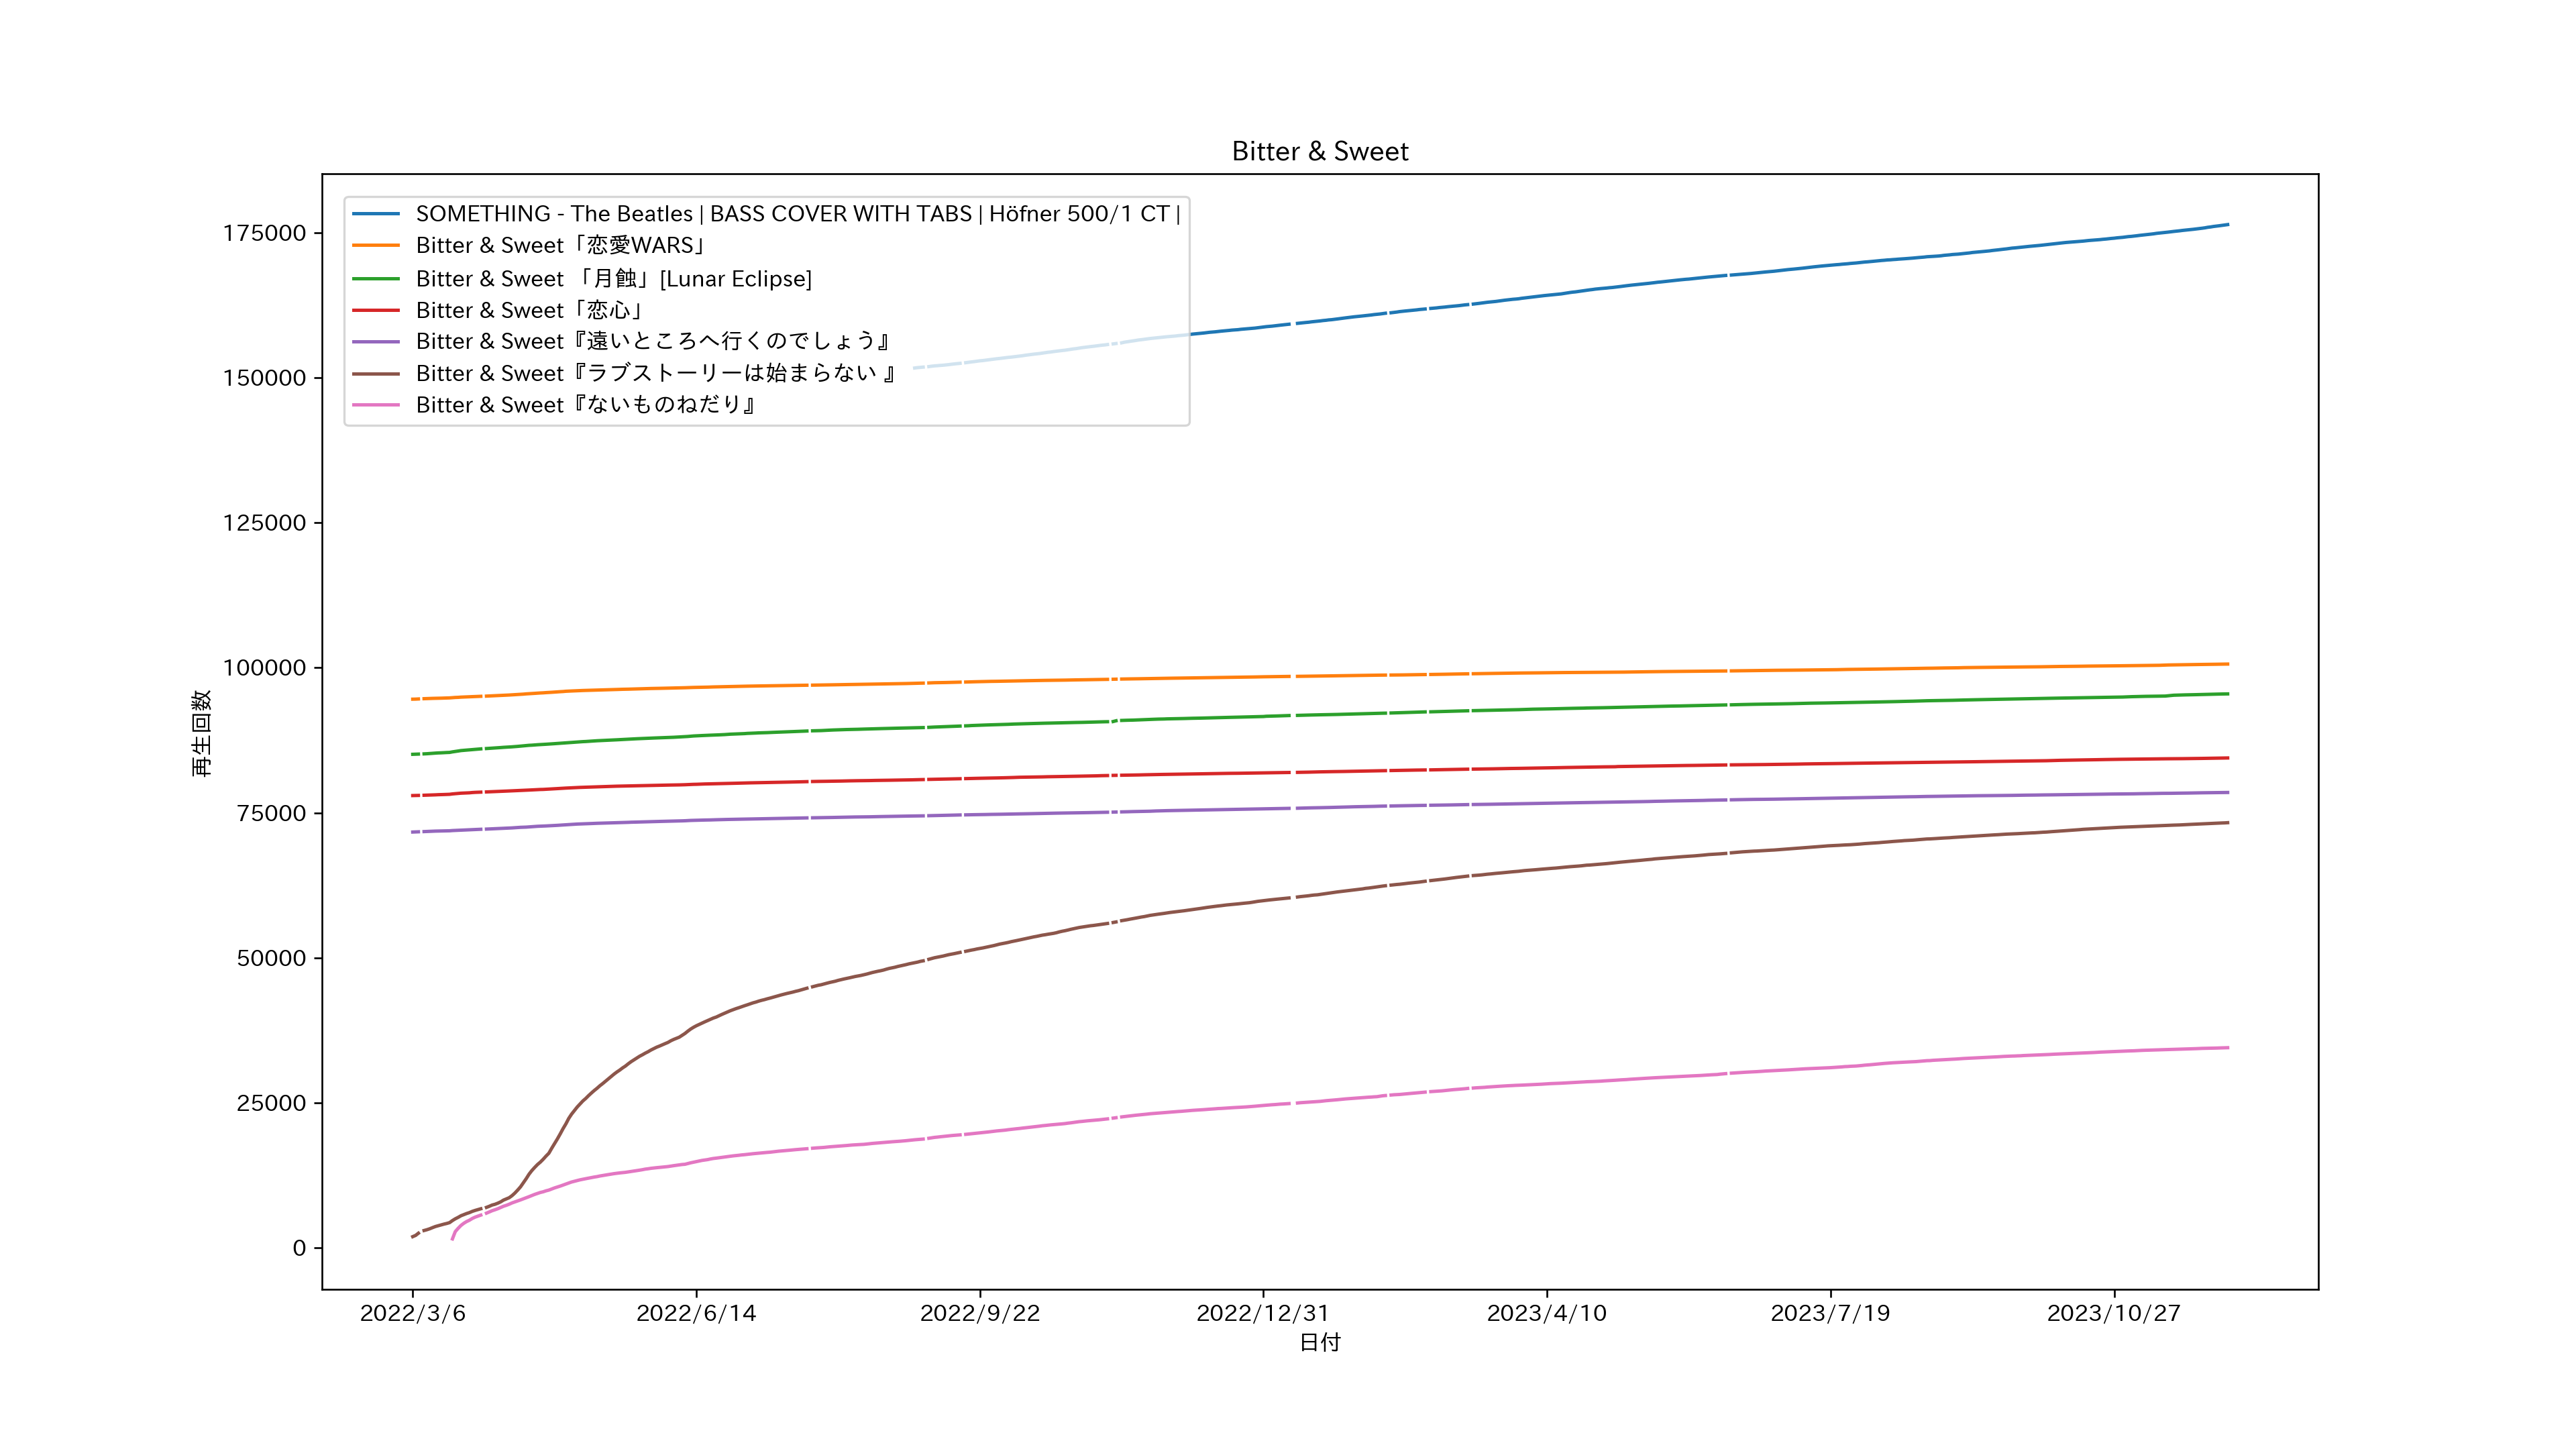 Bitter & Sweet
SOMETHING - The Beatles | BASS COVER WITH TABS | Höfner 500/1 CT |
Bitter & Sweet「恋愛WARS」
Bitter & Sweet 「月蝕」[Lunar Eclipse]
Bitter & Sweet「恋心」
Bitter & Sweet『遠いところへ行くのでしょう』
Bitter & Sweet『ラブストーリーは始まらない 』
Bitter & Sweet『ないものねだり』
175000
150000
125000
100000
75000
50000
25000
0
再生回数
2022/3/6
2022/6/14
2022/9/22
2022/12/31
2023/4/10
2023/7/19
2023/10/27
日付